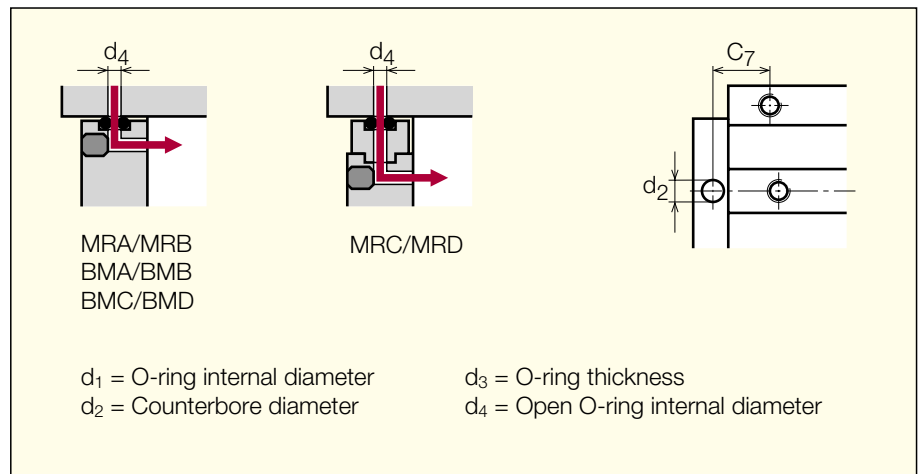 d4
d4
C7
d2
MRA/MRB
BMA/BMB
BMC/BMD
MRC/MRD
d1 = O-ring internal diameter
d2 = Counterbore diameter
d3 = O-ring thickness
d4 = Open O-ring internal diameter